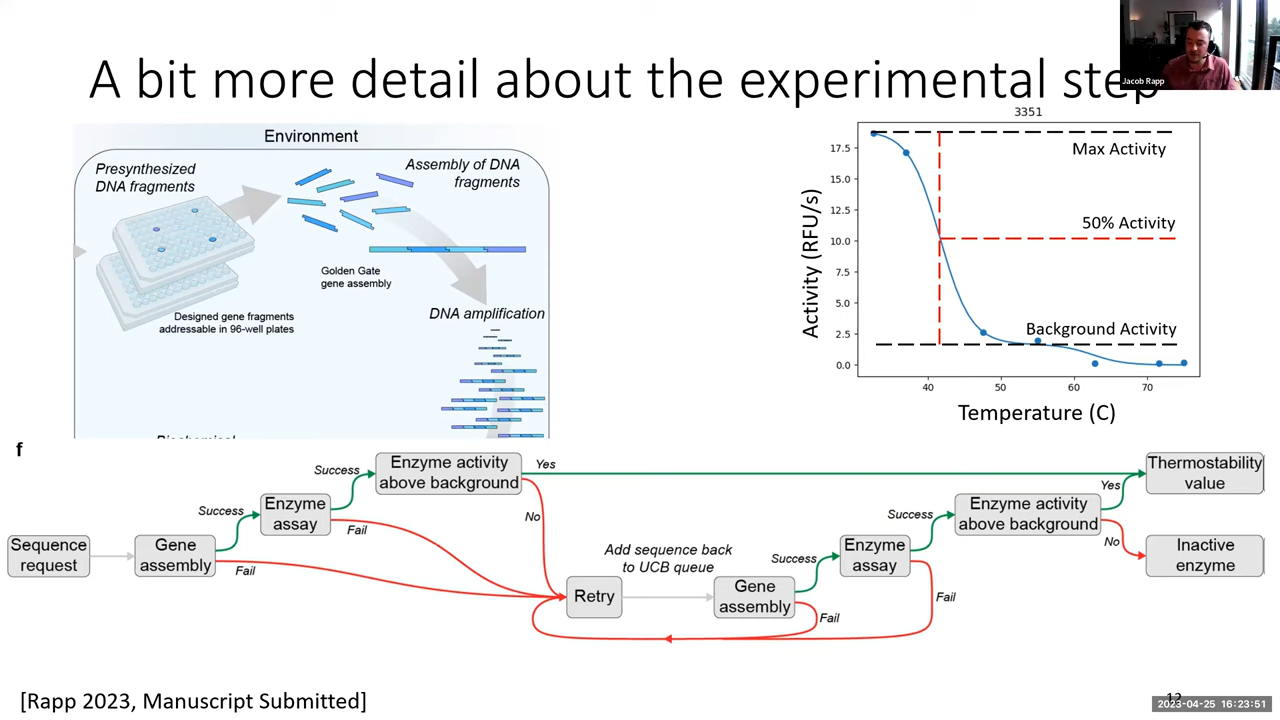 A bit more detail about the experimental step
Jacob Rapp
Environment
Presynthesized
DNA fragments
Assembly of DNA
fragments
Golden Gate
gene assembly
Designed gene fragments
addressable in 96-well plates
DNA amplification
3351
Activity (RFU/s)
17.5
15.0
12.5
10.0
7.5
5.0
2.5
0.0
Max Activity
50% Activity
Background Activity
40
50
60
70
Temperature (C)
f
Sequence
request
Gene
assembly
Success
Fail
Enzyme
assay
Success
Fail
Enzyme activity
above background
Yes
No
Retry
Add sequence back
to UCB queue
Gene
assembly
Success
Fail
Enzyme
assay
Success
Fail
Enzyme activity
above background
Yes
No
Thermostability
value
Inactive
enzyme
[Rapp 2023, Manuscript Submitted]
12
2023-04-25 16:23:51